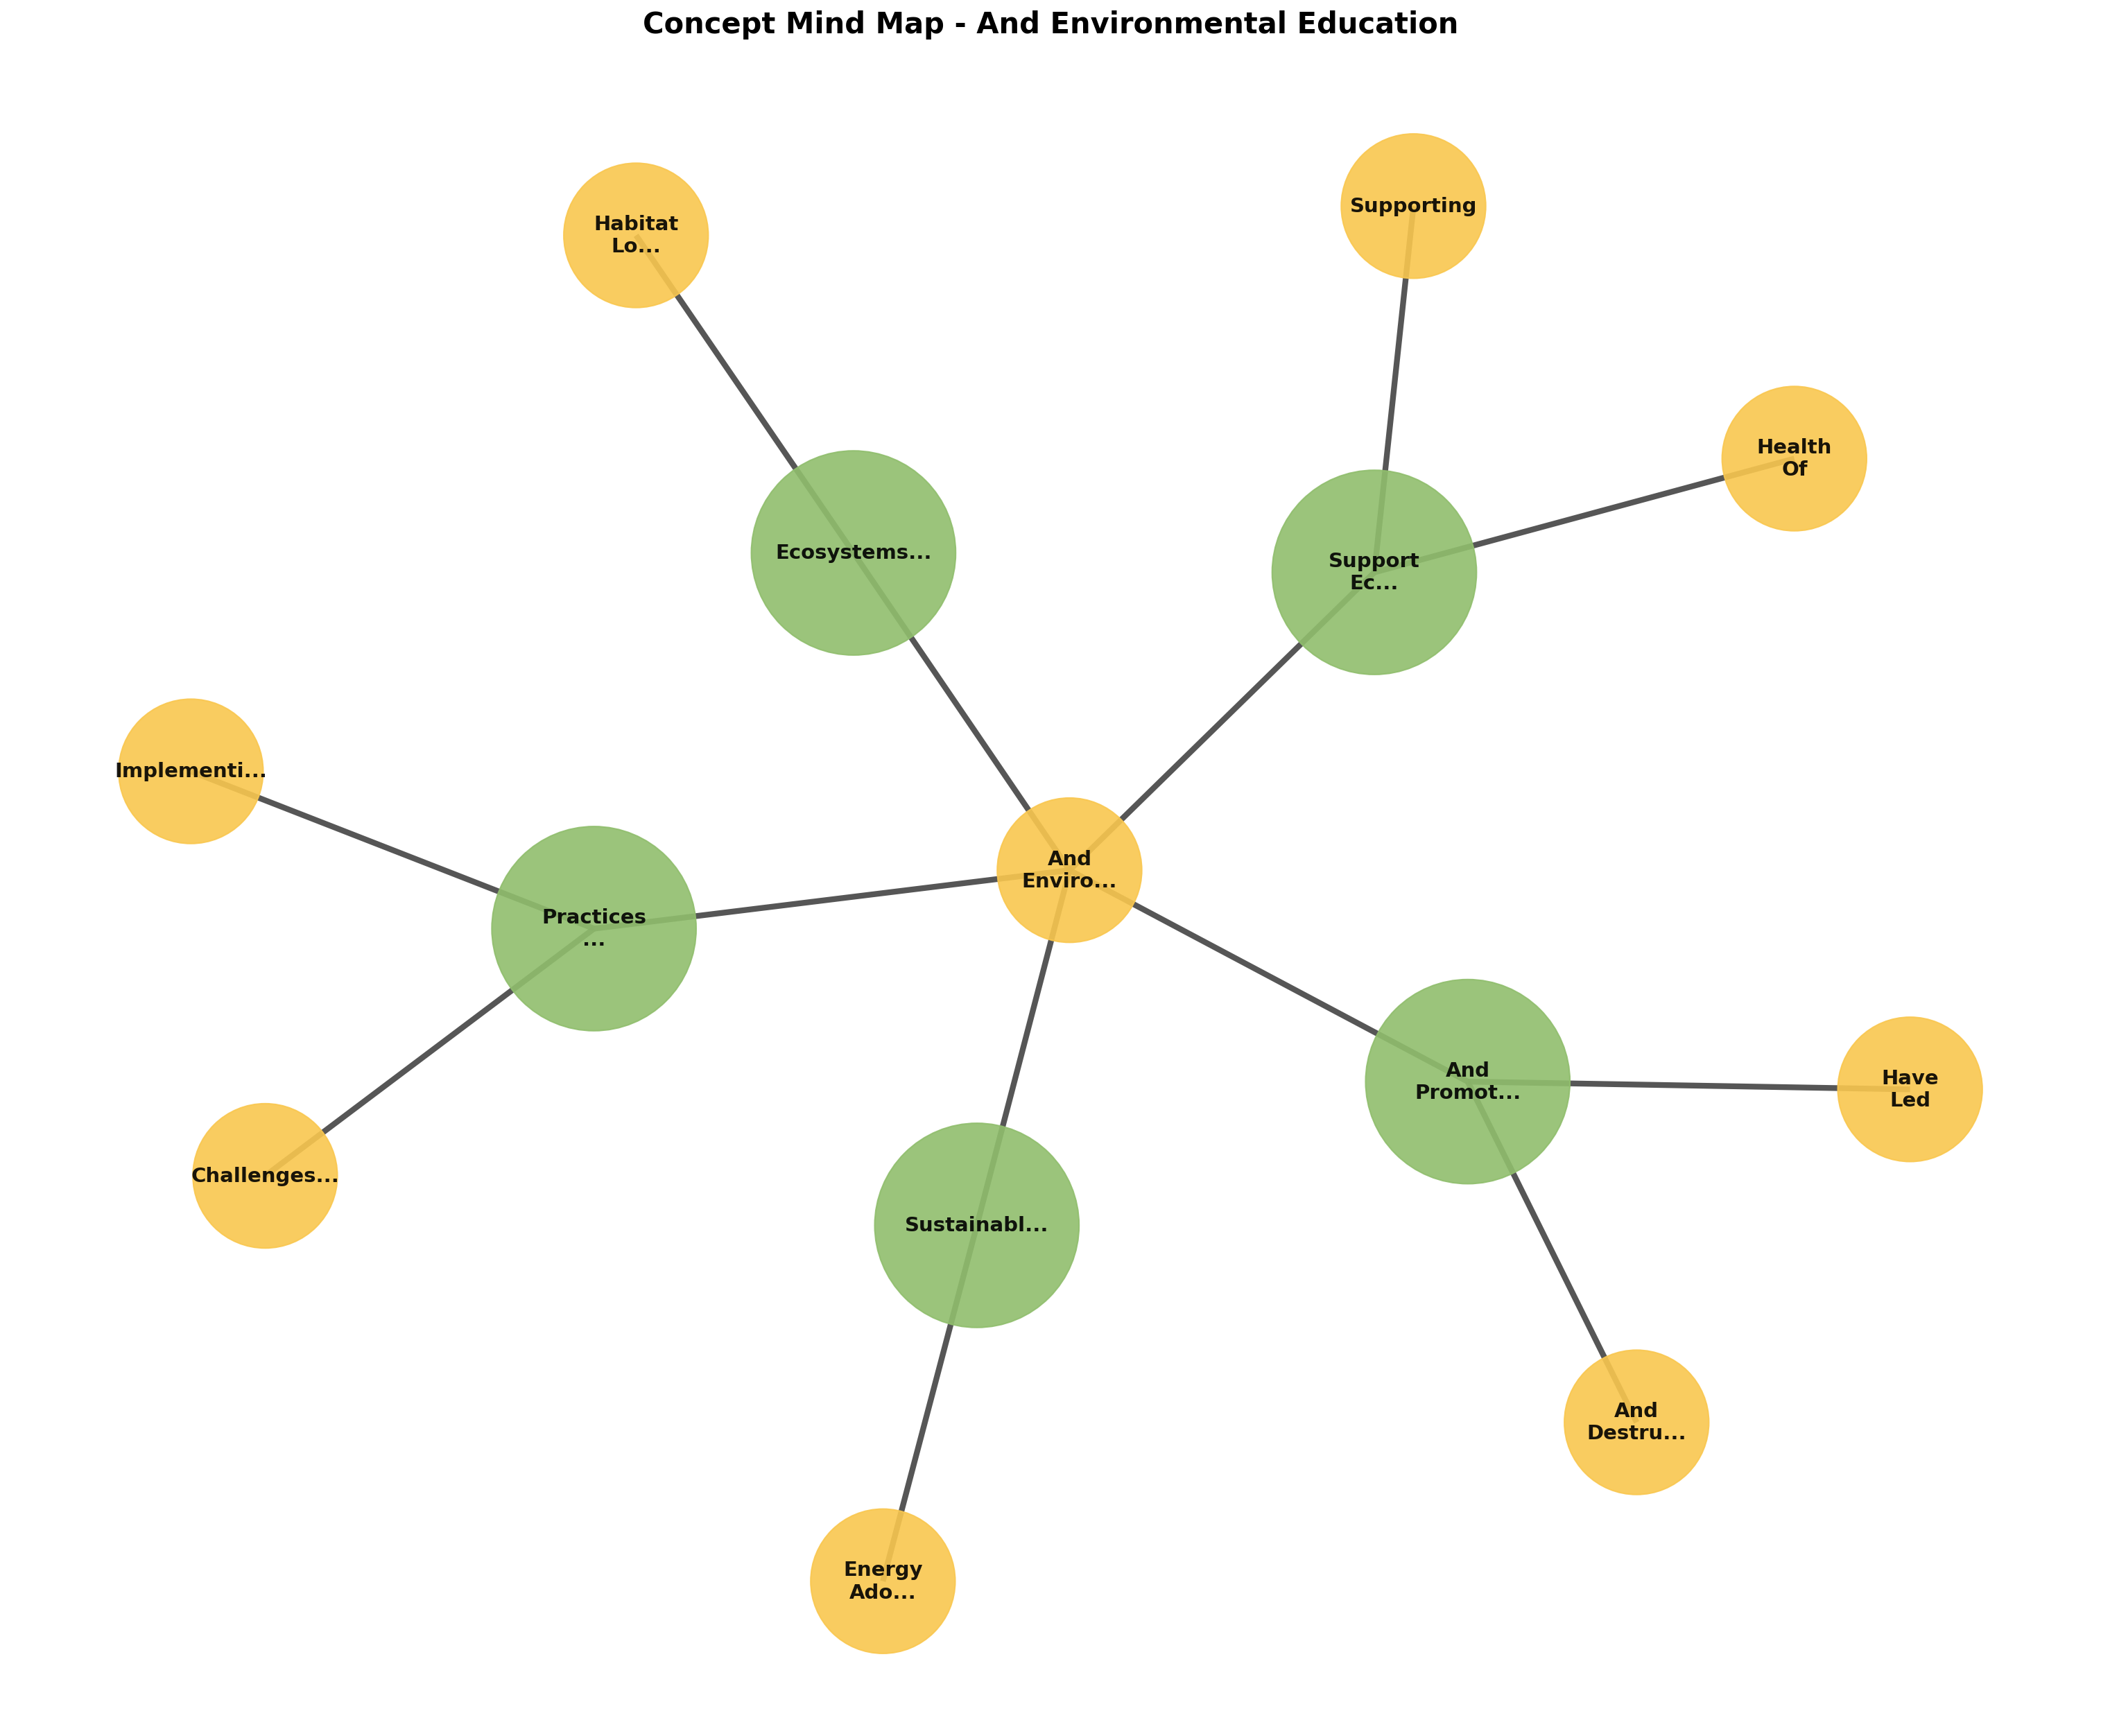 Concept Mind Map - And Environmental Education
Supporting
Habitat
Lo...
Health
Of
Ecosystems...
Support
Ec...
Implementi...
And
Enviro...
Practices
...
And
Promot...
Have
Led
Challenges...
Sustainabl...
And
Destru...
Energy
Ado...